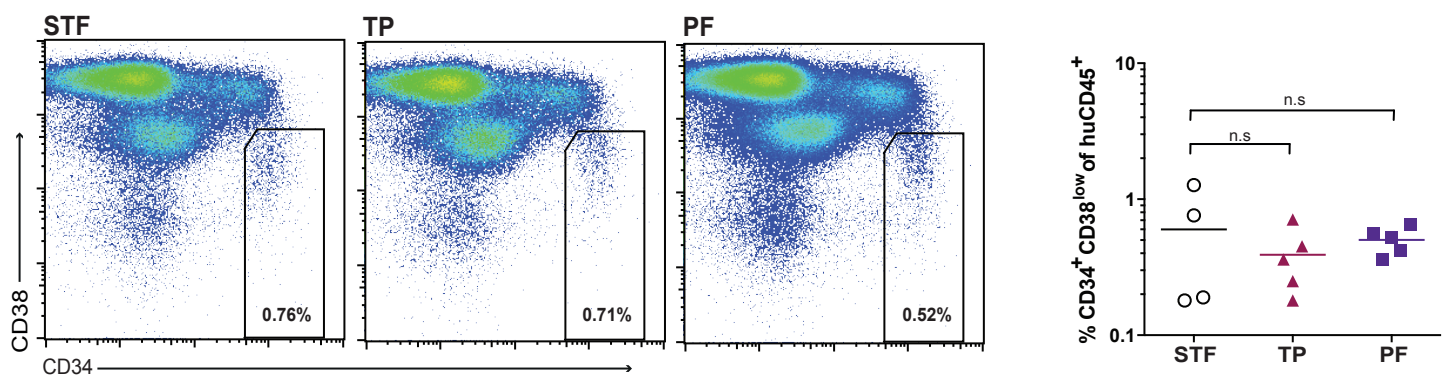 STF
TP
PF
CD38
0.76%
0.71%
0.52%
CD34
% CD34+ CD38low of huCD45+
10
1
0.1
n.s
n.s
STF
TP
PF